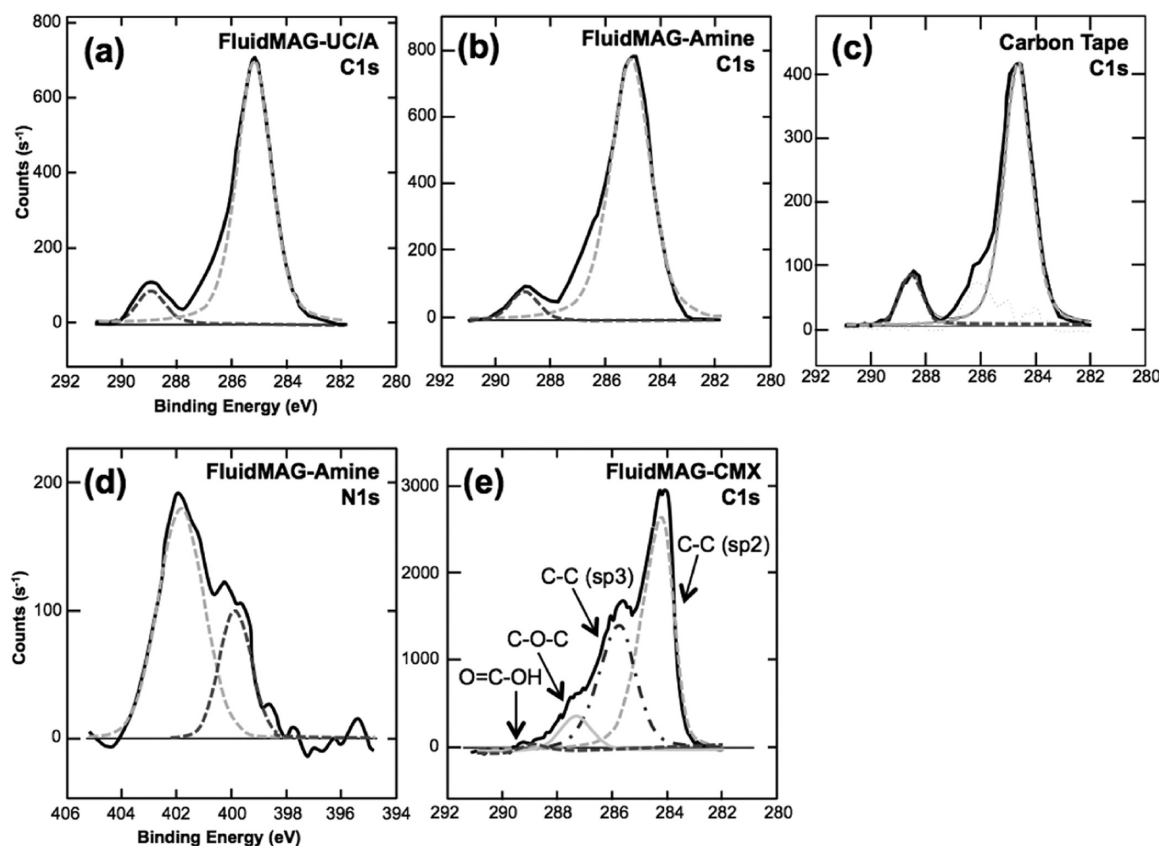 (a)
FluidMAG-UC/A
C1s
800
600
400
200
0
Counts (s⁻¹)
292 290 288 286 284 282 280
Binding Energy (eV)
(b)
FluidMAG-Amine
C1s
800
600
400
200
0
292 290 288 286 284 282 280
(c)
Carbon Tape
C1s
400
300
200
100
0
292 290 288 286 284 282 280
(d)
FluidMAG-Amine
N1s
200
100
0
Counts (s⁻¹)
406 404 402 400 398 396 394
Binding Energy (eV)
(e)
FluidMAG-CMX
C1s
3000
2000
1000
0
C-C (sp2)
C-C (sp3)
C-O-C
O=C-OH
292 290 288 286 284 282 280